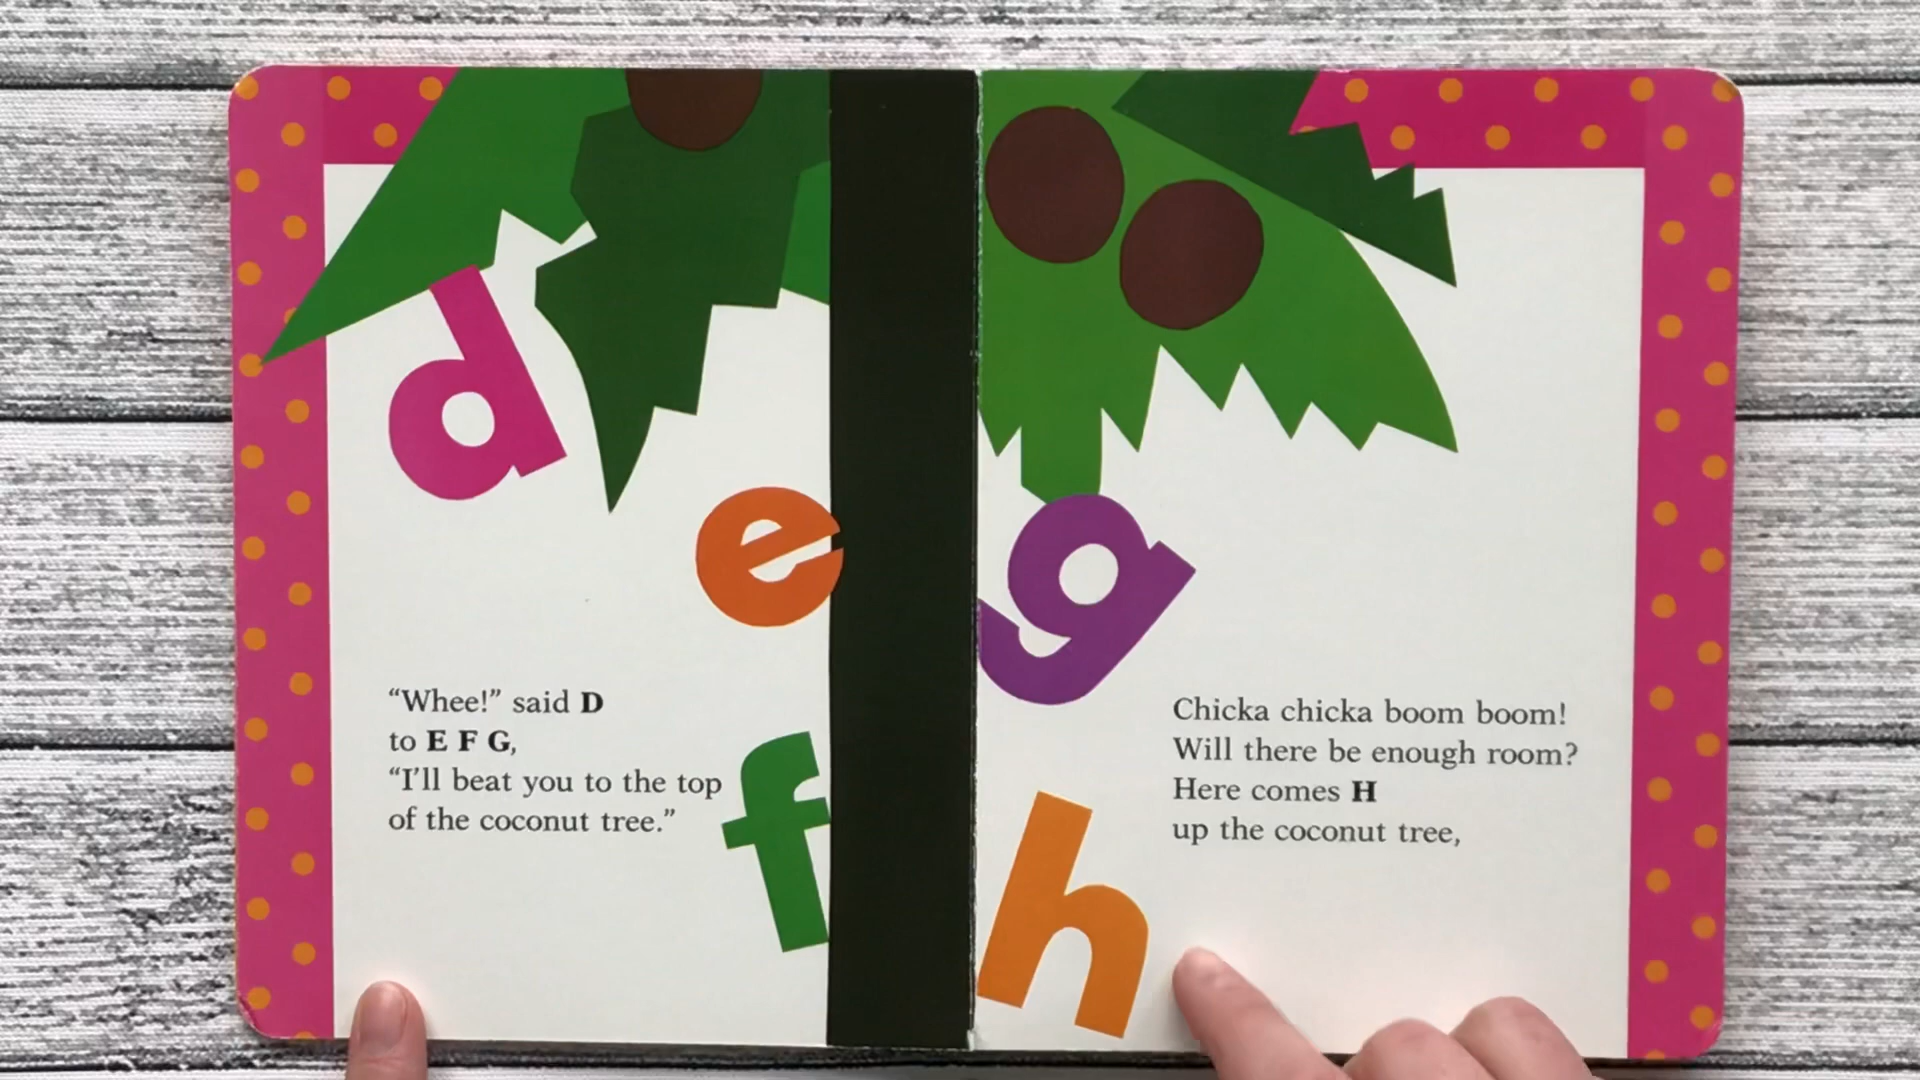 d
e
f
“Whee!” said D
to E F G,
“I’ll beat you to the top
of the coconut tree.”
g
h
Chicka chicka boom boom!
Will there be enough room?
Here comes H
up the coconut tree,